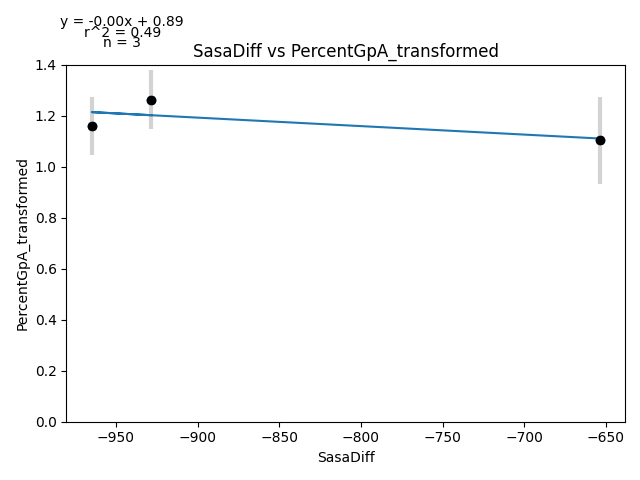 y = -0.00x + 0.89
r^2 = 0.49
n = 3
SasaDiff vs PercentGpA_transformed
PercentGpA_transformed
1.4
1.2
1.0
0.8
0.6
0.4
0.2
0.0
−950
−900
−850
−800
−750
−700
−650
SasaDiff